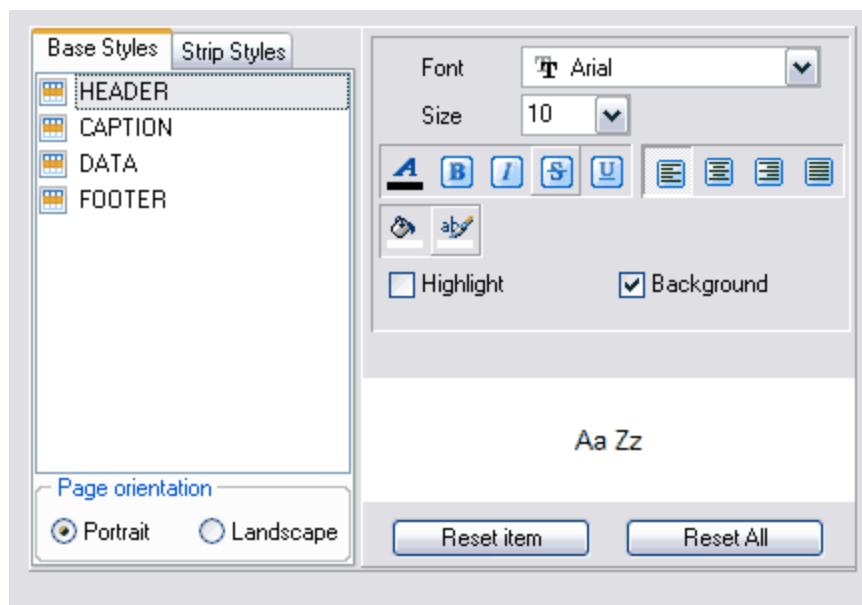 Base Styles Strip Styles
HEADER
CAPTION
DATA
FOOTER
Page orientation
Portrait Landscape
Font Arial
Size 10
A B I S U
ab
Highlight Background
Aa Zz
Reset item Reset All